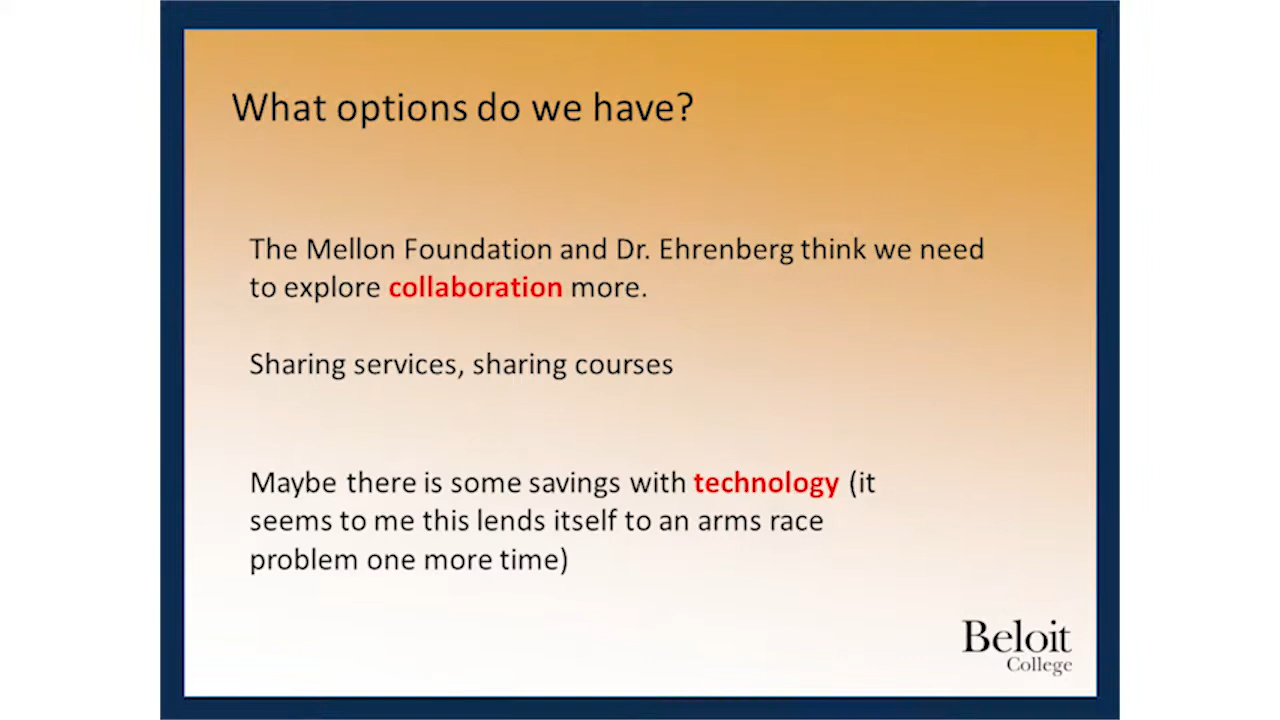 What options do we have?
The Mellon Foundation and Dr. Ehrenberg think we need
to explore collaboration more.
Sharing services, sharing courses
Maybe there is some savings with technology (it
seems to me this lends itself to an arms race
problem one more time)
Beloit
College